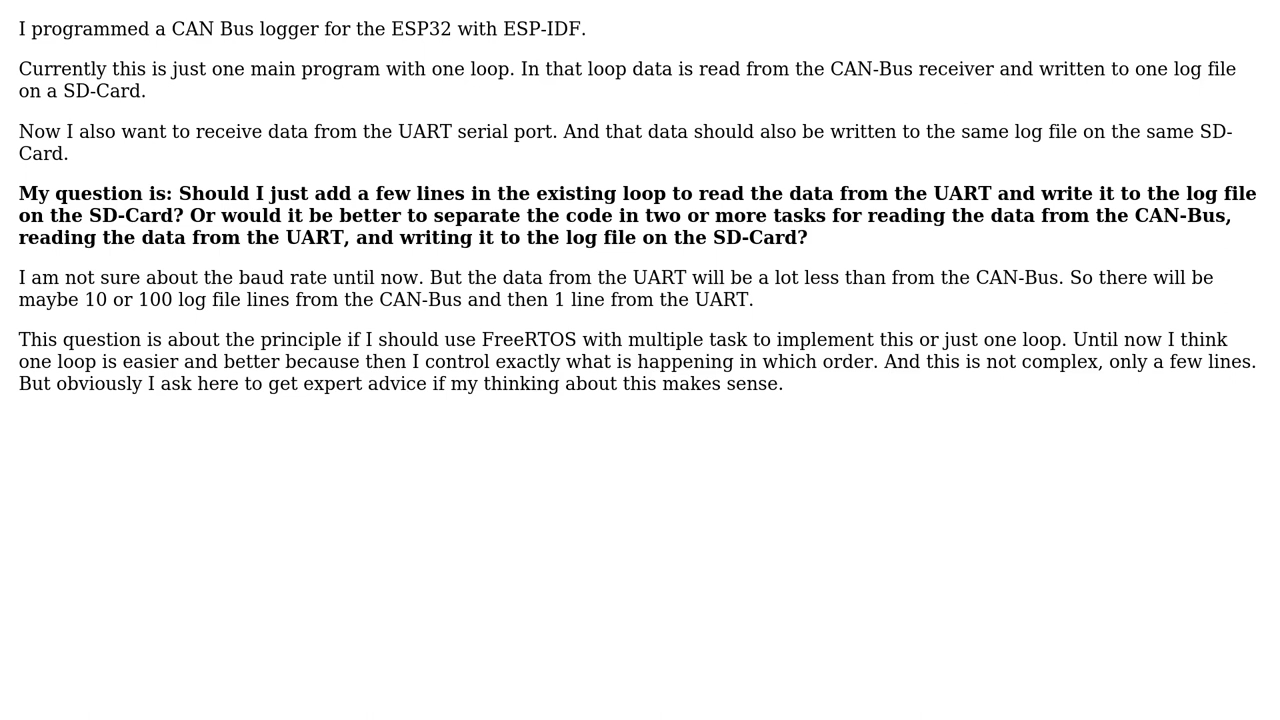 I programmed a CAN Bus logger for the ESP32 with ESP-IDF.
Currently this is just one main program with one loop. In that loop data is read from the CAN-Bus receiver and written to one log file
on a SD-Card.
Now I also want to receive data from the UART serial port. And that data should also be written to the same log file on the same SD-
Card.
My question is: Should I just add a few lines in the existing loop to read the data from the UART and write it to the log file
on the SD-Card? Or would it be better to separate the code in two or more tasks for reading the data from the CAN-Bus,
reading the data from the UART, and writing it to the log file on the SD-Card?
I am not sure about the baud rate until now. But the data from the UART will be a lot less than from the CAN-Bus. So there will be
maybe 10 or 100 log file lines from the CAN-Bus and then 1 line from the UART.
This question is about the principle if I should use FreeRTOS with multiple task to implement this or just one loop. Until now I think
one loop is easier and better because then I control exactly what is happening in which order. And this is not complex, only a few lines.
But obviously I ask here to get expert advice if my thinking about this makes sense.